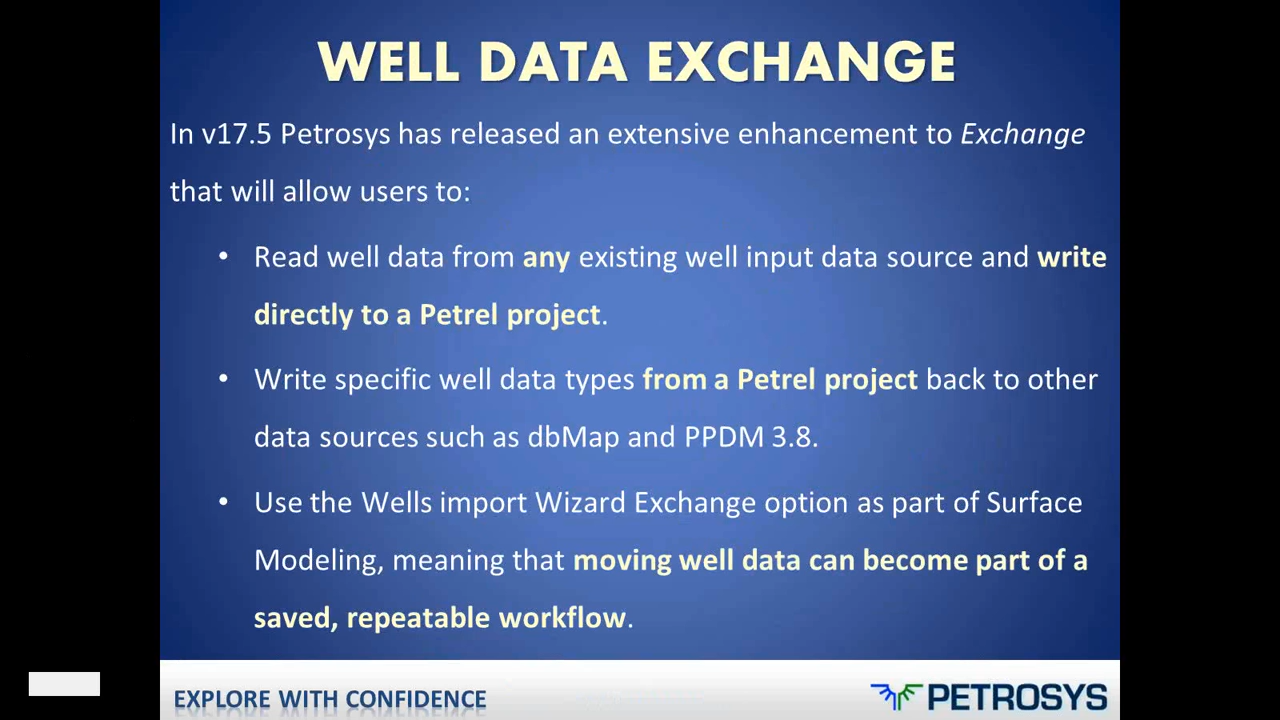 WELL DATA EXCHANGE
In v17.5 Petrosys has released an extensive enhancement to Exchange
that will allow users to:
• Read well data from any existing well input data source and write
directly to a Petrel project.
• Write specific well data types from a Petrel project back to other
data sources such as dbMap and PPDM 3.8.
• Use the Wells import Wizard Exchange option as part of Surface
Modeling, meaning that moving well data can become part of a
saved, repeatable workflow.
EXPLORE WITH CONFIDENCE
PETROSYS